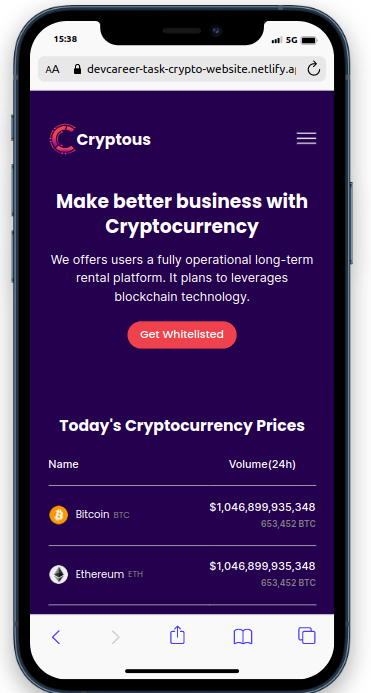 15:38
5G
AA devcareer-task-crypto-website.netlify.a
Cryptous
Make better business with
Cryptocurrency
We offers users a fully operational long-term
rental platform. It plans to leverages
blockchain technology.
Get Whitelisted
Today's Cryptocurrency Prices
Name Volume(24h)
Bitcoin BTC $1,046,899,935,348
653,452 BTC
Ethereum ETH $1,046,899,935,348
653,452 BTC